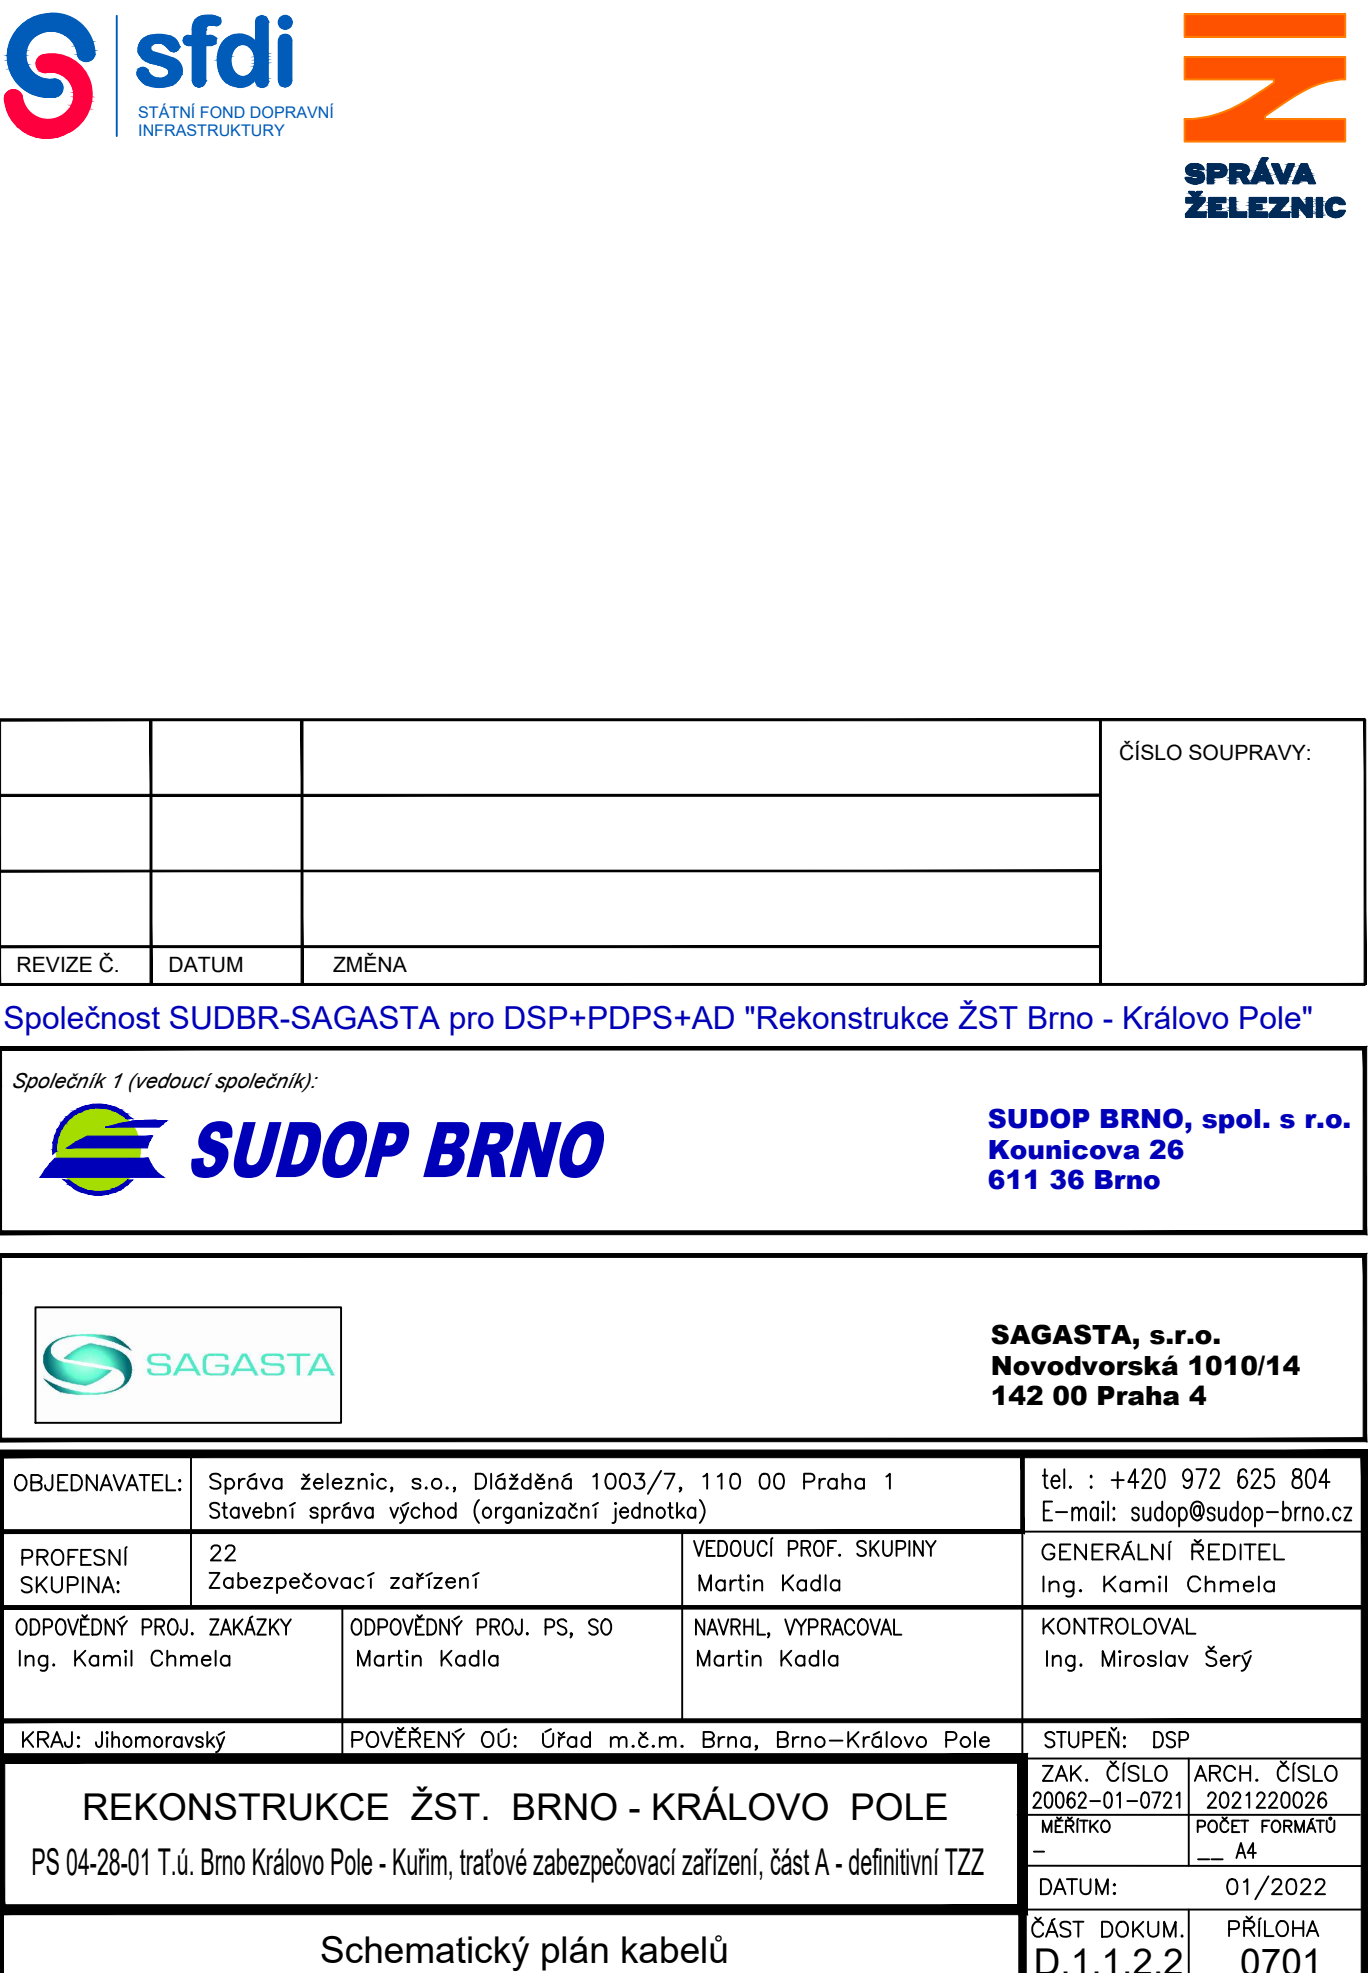 sfdi
STÁTNÍ FOND DOPRAVNÍ
INFRASTRUKTURY
SPRÁVA
ŽELEZNIC
ČÍSLO SOUPRAVY:
REVIZE Č. DATUM ZMĚNA
Společnost SUDBR-SAGASTA pro DSP+PDPS+AD "Rekonstrukce ŽST Brno - Královo Pole"
Společník 1 (vedoucí společník):
SUDOP BRNO
SUDOP BRNO, spol. s r.o.
Kounicova 26
611 36 Brno
SAGASTA
SAGASTA, s.r.o.
Novodvorská 1010/14
142 00 Praha 4
OBJEDNAVATEL:
Správa železnic, s.o., Dlážděná 1003/7, 110 00 Praha 1
Stavební správa východ (organizační jednotka)
tel. : +420 972 625 804
E-mail: sudop@sudop-brno.cz
PROFESNÍ
SKUPINA:
22
Zabezpečovací zařízení
VEDOUCÍ PROF. SKUPINY
Martin Kadla
GENERÁLNÍ ŘEDITEL
Ing. Kamil Chmela
ODPOVĚDNÝ PROJ. ZAKÁZKY
Ing. Kamil Chmela
ODPOVĚDNÝ PROJ. PS, SO
Martin Kadla
NAVRHL, VYPRACOVAL
Martin Kadla
KONTROLOVAL
Ing. Miroslav Šerý
KRAJ: Jihomoravský
POVĚŘENÝ OÚ: Úřad m.č.m. Brna, Brno-Královo Pole
STUPEŇ: DSP
REKONSTRUKCE ŽST. BRNO - KRÁLOVO POLE
PS 04-28-01 T.ú. Brno Královo Pole - Kuřim, traťové zabezpečovací zařízení, část A - definitivní TZZ
ZAK. ČÍSLO
20062-01-0721
ARCH. ČÍSLO
2021220026
MĚŘÍTKO
-
POČET FORMÁTŮ
__ A4
DATUM: 01/2022
Schematický plán kabelů
ČÁST DOKUM.
D.1.1.2.2
PŘÍLOHA
0701